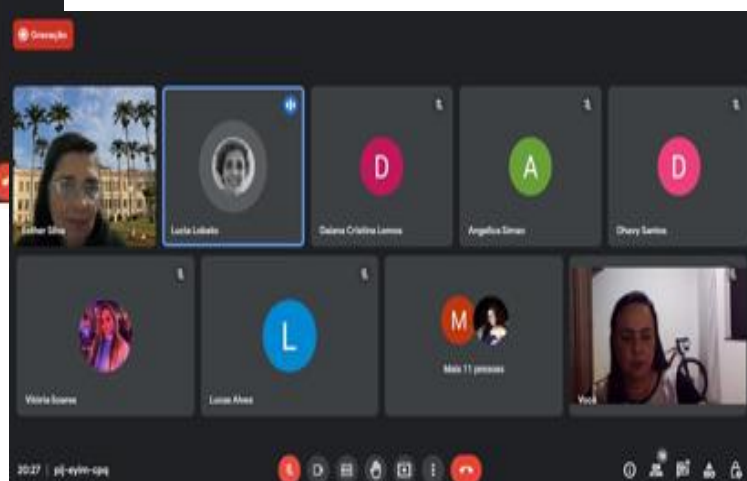 Gravação
Esther Silva
Lucia Lobato
D
Daiana Cristina Lemos
A
Angelica Simao
D
Dhavy Santos
Vitória Soares
L
Lucas Alves
M
Mais 11 pessoas
Você
20:27 | pij-eyim-cpq